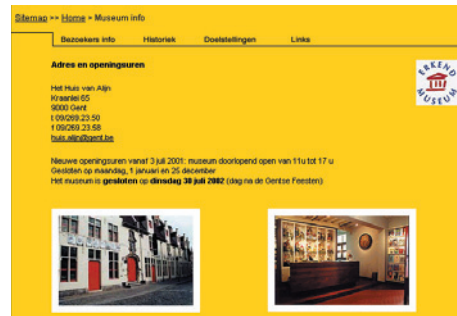 Sitemap >> Home » Museum info
Bezoekers info Historiek Doelstellingen Links
Adres en openingsuren
ERKEND MUSEUM
Het Huis van Alijn
Kraanlei 65
9000 Gent
t 09/269.23.50
f 09/269.23.58
huis.alijn@gent.be
Nieuwe openingsuren vanaf 3 juli 2001: museum doorlopend open van 11u tot 17 u
Gesloten op maandag, 1 januari en 25 december
Het museum is gesloten op dinsdag 30 juli 2002 (dag na de Gentse Feesten)